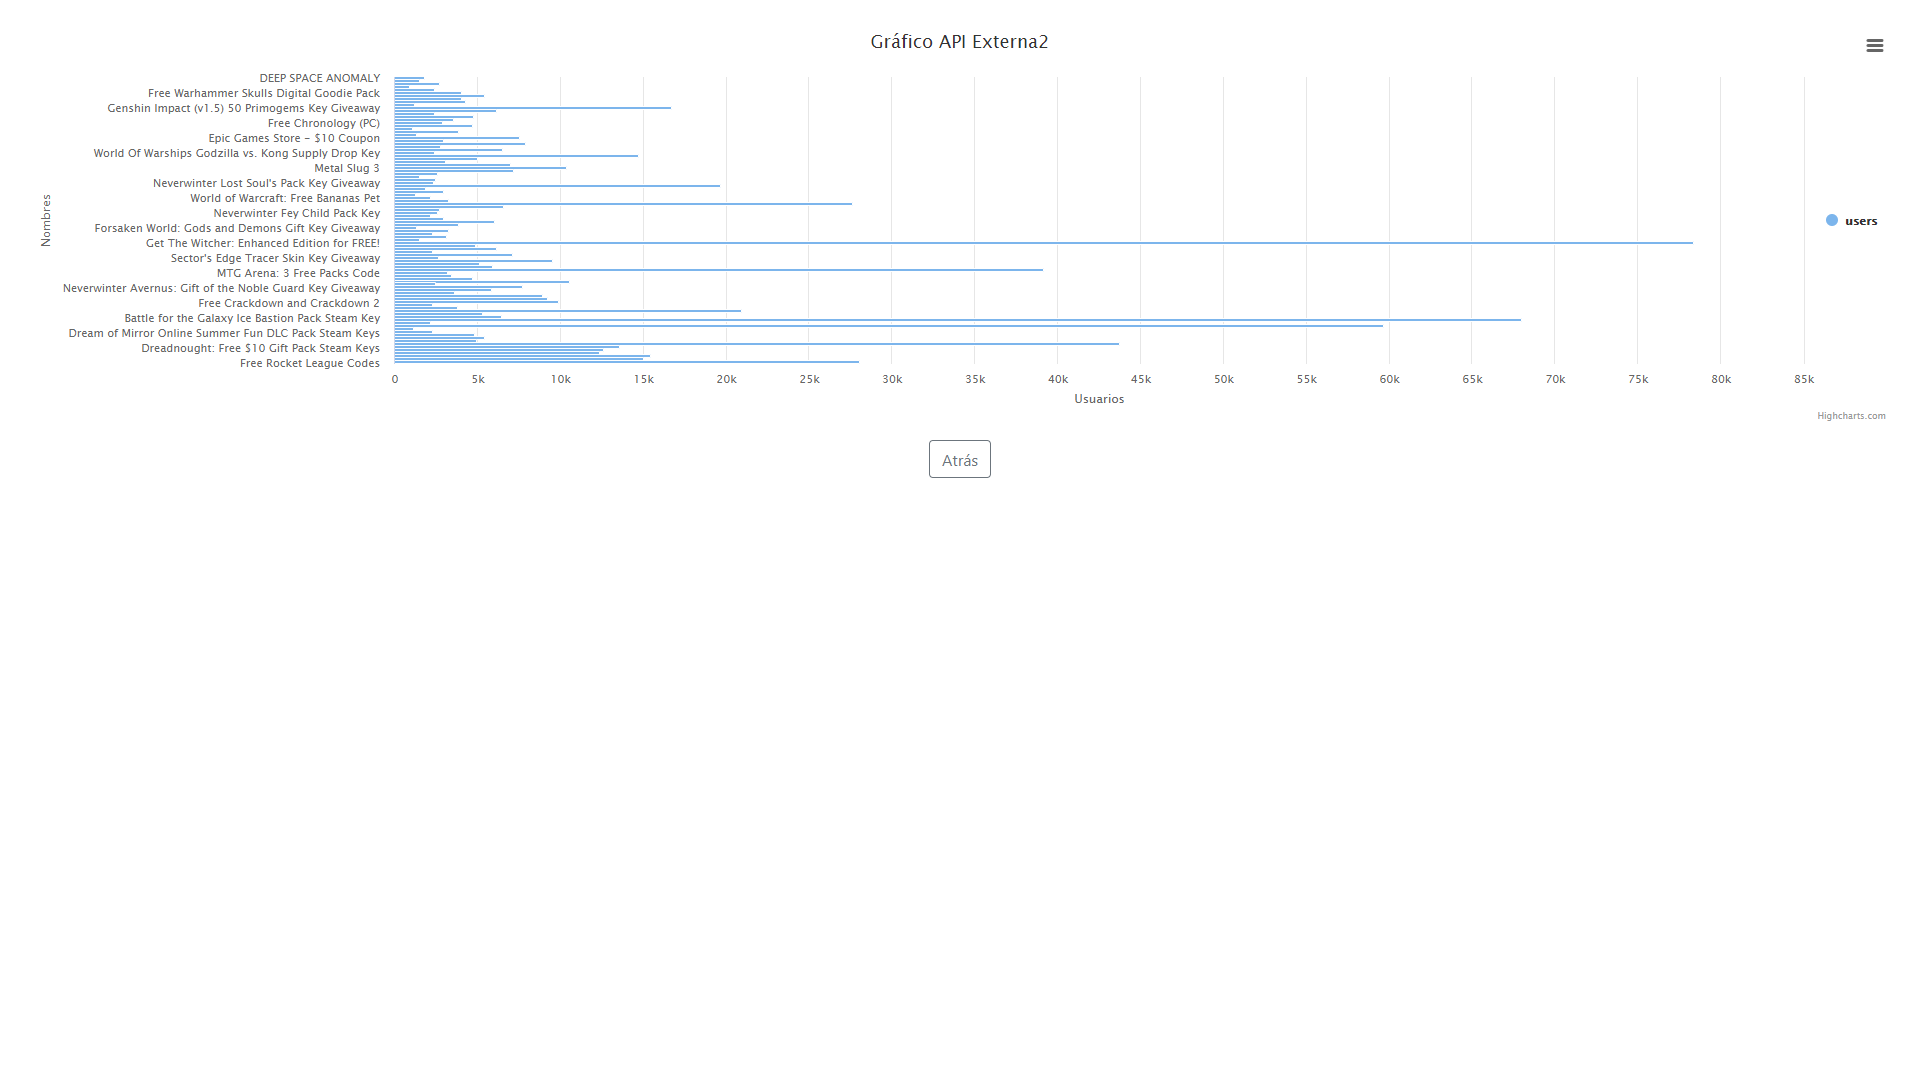 Gráfico API Externa2
DEEP SPACE ANOMALY
Free Warhammer Skulls Digital Goodie Pack
Genshin Impact (v1.5) 50 Primogems Key Giveaway
Free Chronology (PC)
Epic Games Store - $10 Coupon
World Of Warships Godzilla vs. Kong Supply Drop Key
Metal Slug 3
Neverwinter Lost Soul's Pack Key Giveaway
World of Warcraft: Free Bananas Pet
Neverwinter Fey Child Pack Key
Forsaken World: Gods and Demons Gift Key Giveaway
Get The Witcher: Enhanced Edition for FREE!
Sector's Edge Tracer Skin Key Giveaway
MTG Arena: 3 Free Packs Code
Neverwinter Avernus: Gift of the Noble Guard Key Giveaway
Free Crackdown and Crackdown 2
Battle for the Galaxy Ice Bastion Pack Steam Key
Dream of Mirror Online Summer Fun DLC Pack Steam Keys
Dreadnought: Free $10 Gift Pack Steam Keys
Free Rocket League Codes
Nombres
users
0 5k 10k 15k 20k 25k 30k 35k 40k 45k 50k 55k 60k 65k 70k 75k 80k 85k
Usuarios
Highcharts.com
Atrás